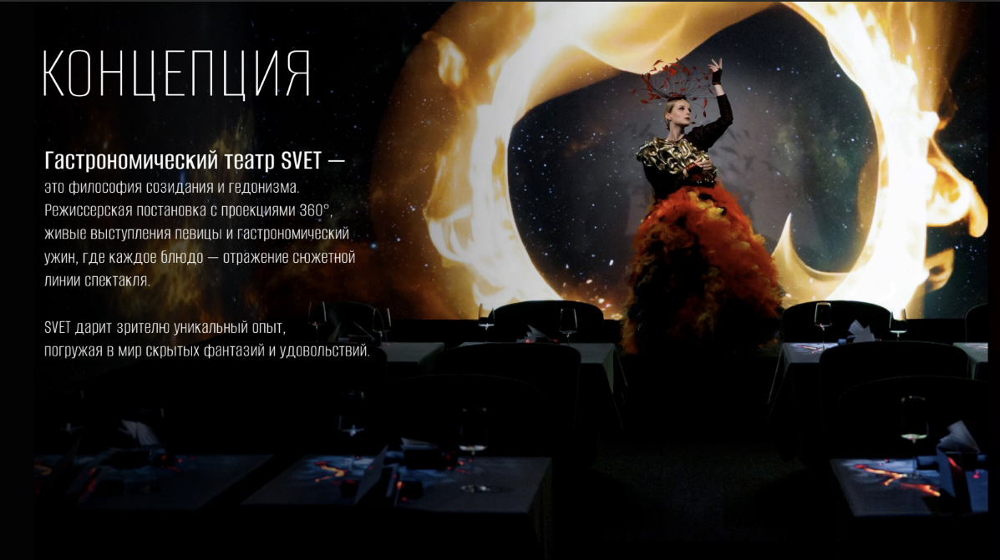 КОНЦЕПЦИЯ
Гастрономический театр SVET —
это философия созидания и гедонизма.
Режиссерская постановка с проекциями 360°,
живые выступления певицы и гастрономический
ужин, где каждое блюдо — отражение сюжетной
линии спектакля.
SVET дарит зрителю уникальный опыт,
погружая в мир скрытых фантазий и удовольствий.